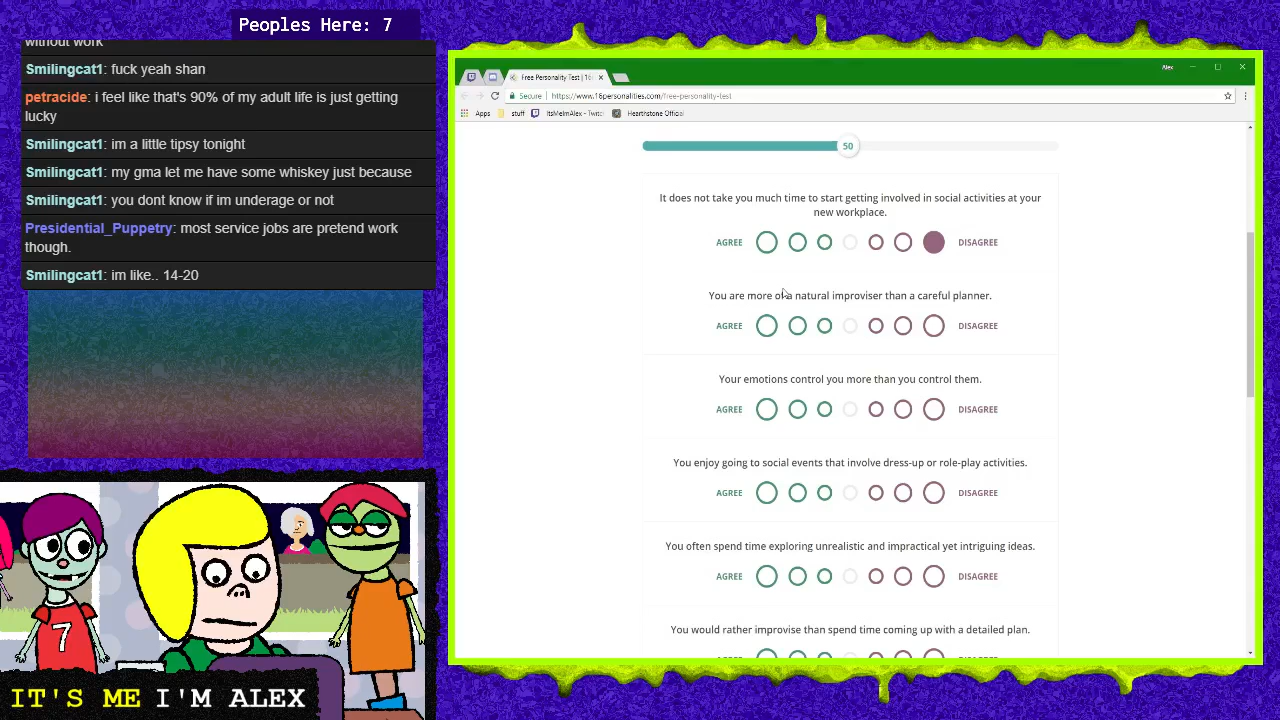 Peoples Here: 7
without work
Smilingcat1: fuck yeah shan
petracide: i feel like that's 90% of my adult life is just getting
lucky
Smilingcat1: im a little tipsy tonight
Smilingcat1: my gma let me have some whiskey just because
Smilingcat1: you dont know if im underage or not
Presidential_Puppetry: most service jobs are pretend work
though.
Smilingcat1: im like.. 14-20
7
IT'S ME I'M ALEX
Free Personality Test | 16
Alex
Secure https://www.16personalities.com/free-personality-test
Apps stuff ItsMeImAlex - Twitc Hearthstone Official
50
It does not take you much time to start getting involved in social activities at your
new workplace.
AGREE DISAGREE
You are more of a natural improviser than a careful planner.
AGREE DISAGREE
Your emotions control you more than you control them.
AGREE DISAGREE
You enjoy going to social events that involve dress-up or role-play activities.
AGREE DISAGREE
You often spend time exploring unrealistic and impractical yet intriguing ideas.
AGREE DISAGREE
You would rather improvise than spend time coming up with a detailed plan.